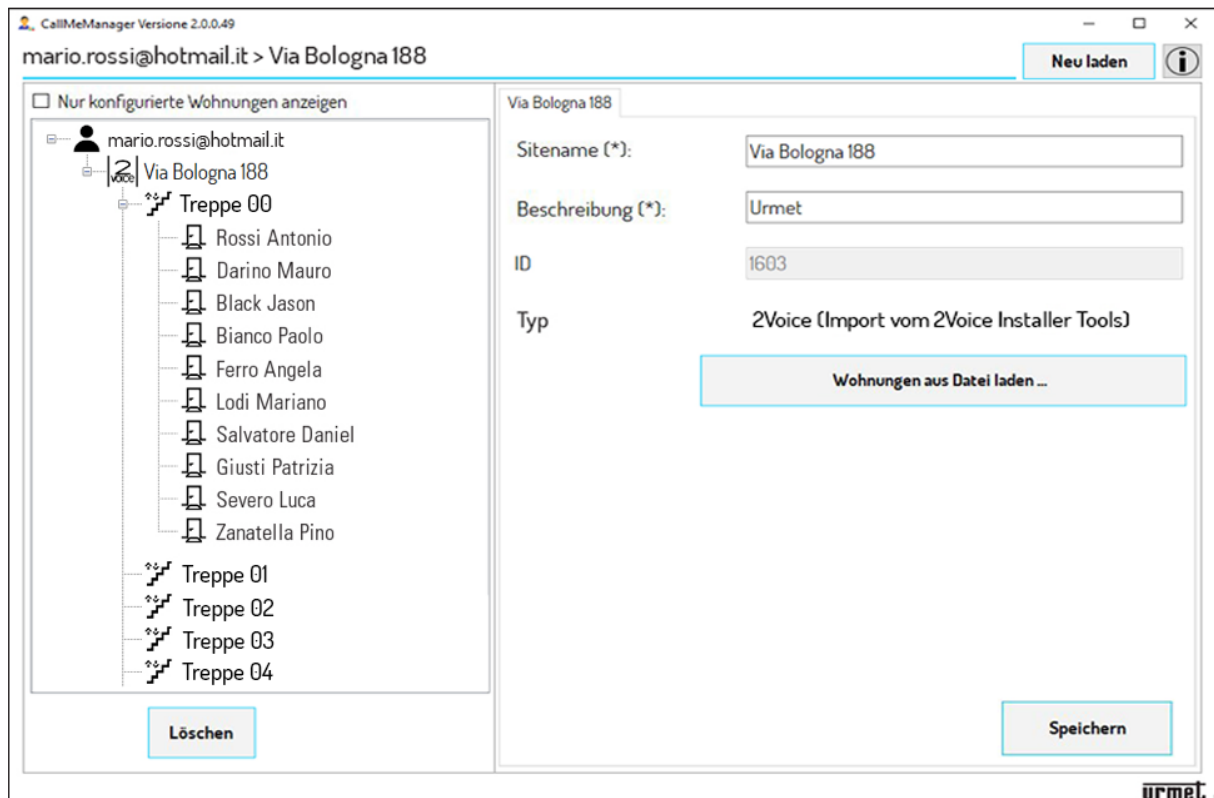 CallMeManager Versione 2.0.0.49
mario.rossi@hotmail.it > Via Bologna 188
Neu laden
Nur konfigurierte Wohnungen anzeigen
mario.rossi@hotmail.it
2 voice Via Bologna 188
Treppe 00
Rossi Antonio
Darino Mauro
Black Jason
Bianco Paolo
Ferro Angela
Lodi Mariano
Salvatore Daniel
Giusti Patrizia
Severo Luca
Zanatella Pino
Treppe 01
Treppe 02
Treppe 03
Treppe 04
Löschen
Via Bologna 188
Sitename (*): Via Bologna 188
Beschreibung (*): Urmet
ID 1603
Typ 2Voice (Import vom 2Voice Installer Tools)
Wohnungen aus Datei laden ...
Speichern
urmet